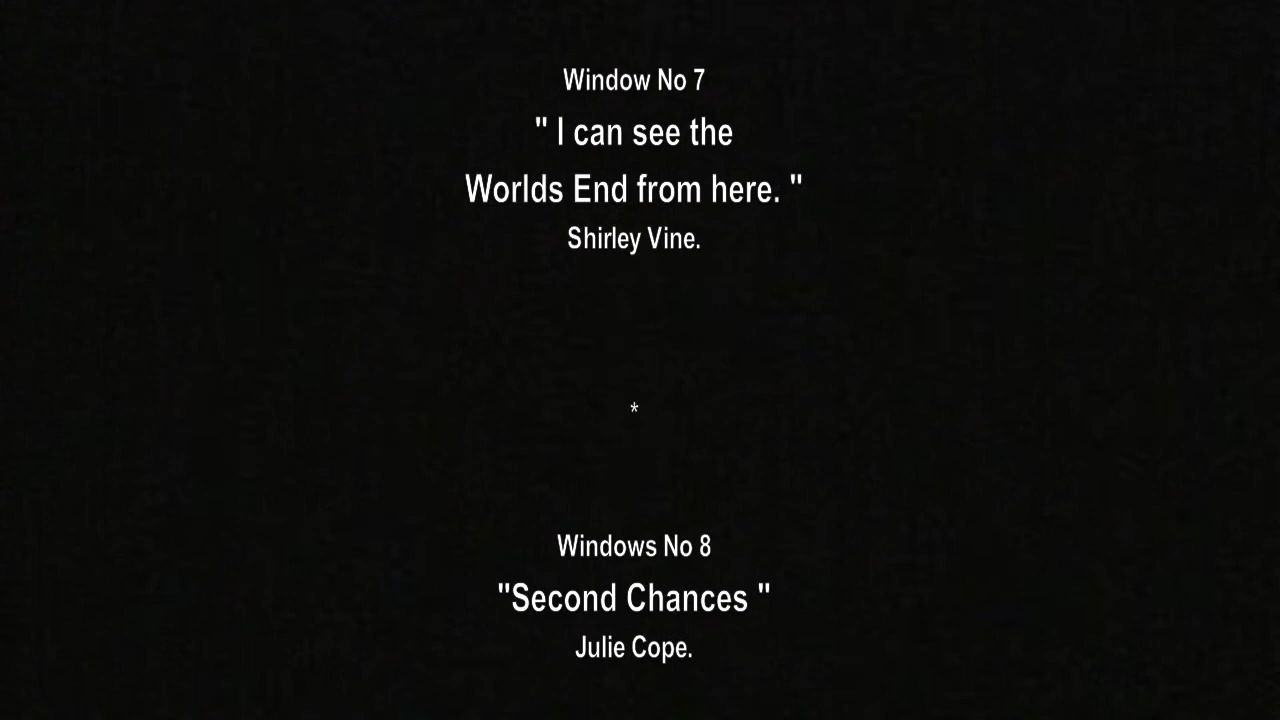 Window No 7
" I can see the
Worlds End from here. "
Shirley Vine.
*
Windows No 8
"Second Chances "
Julie Cope.